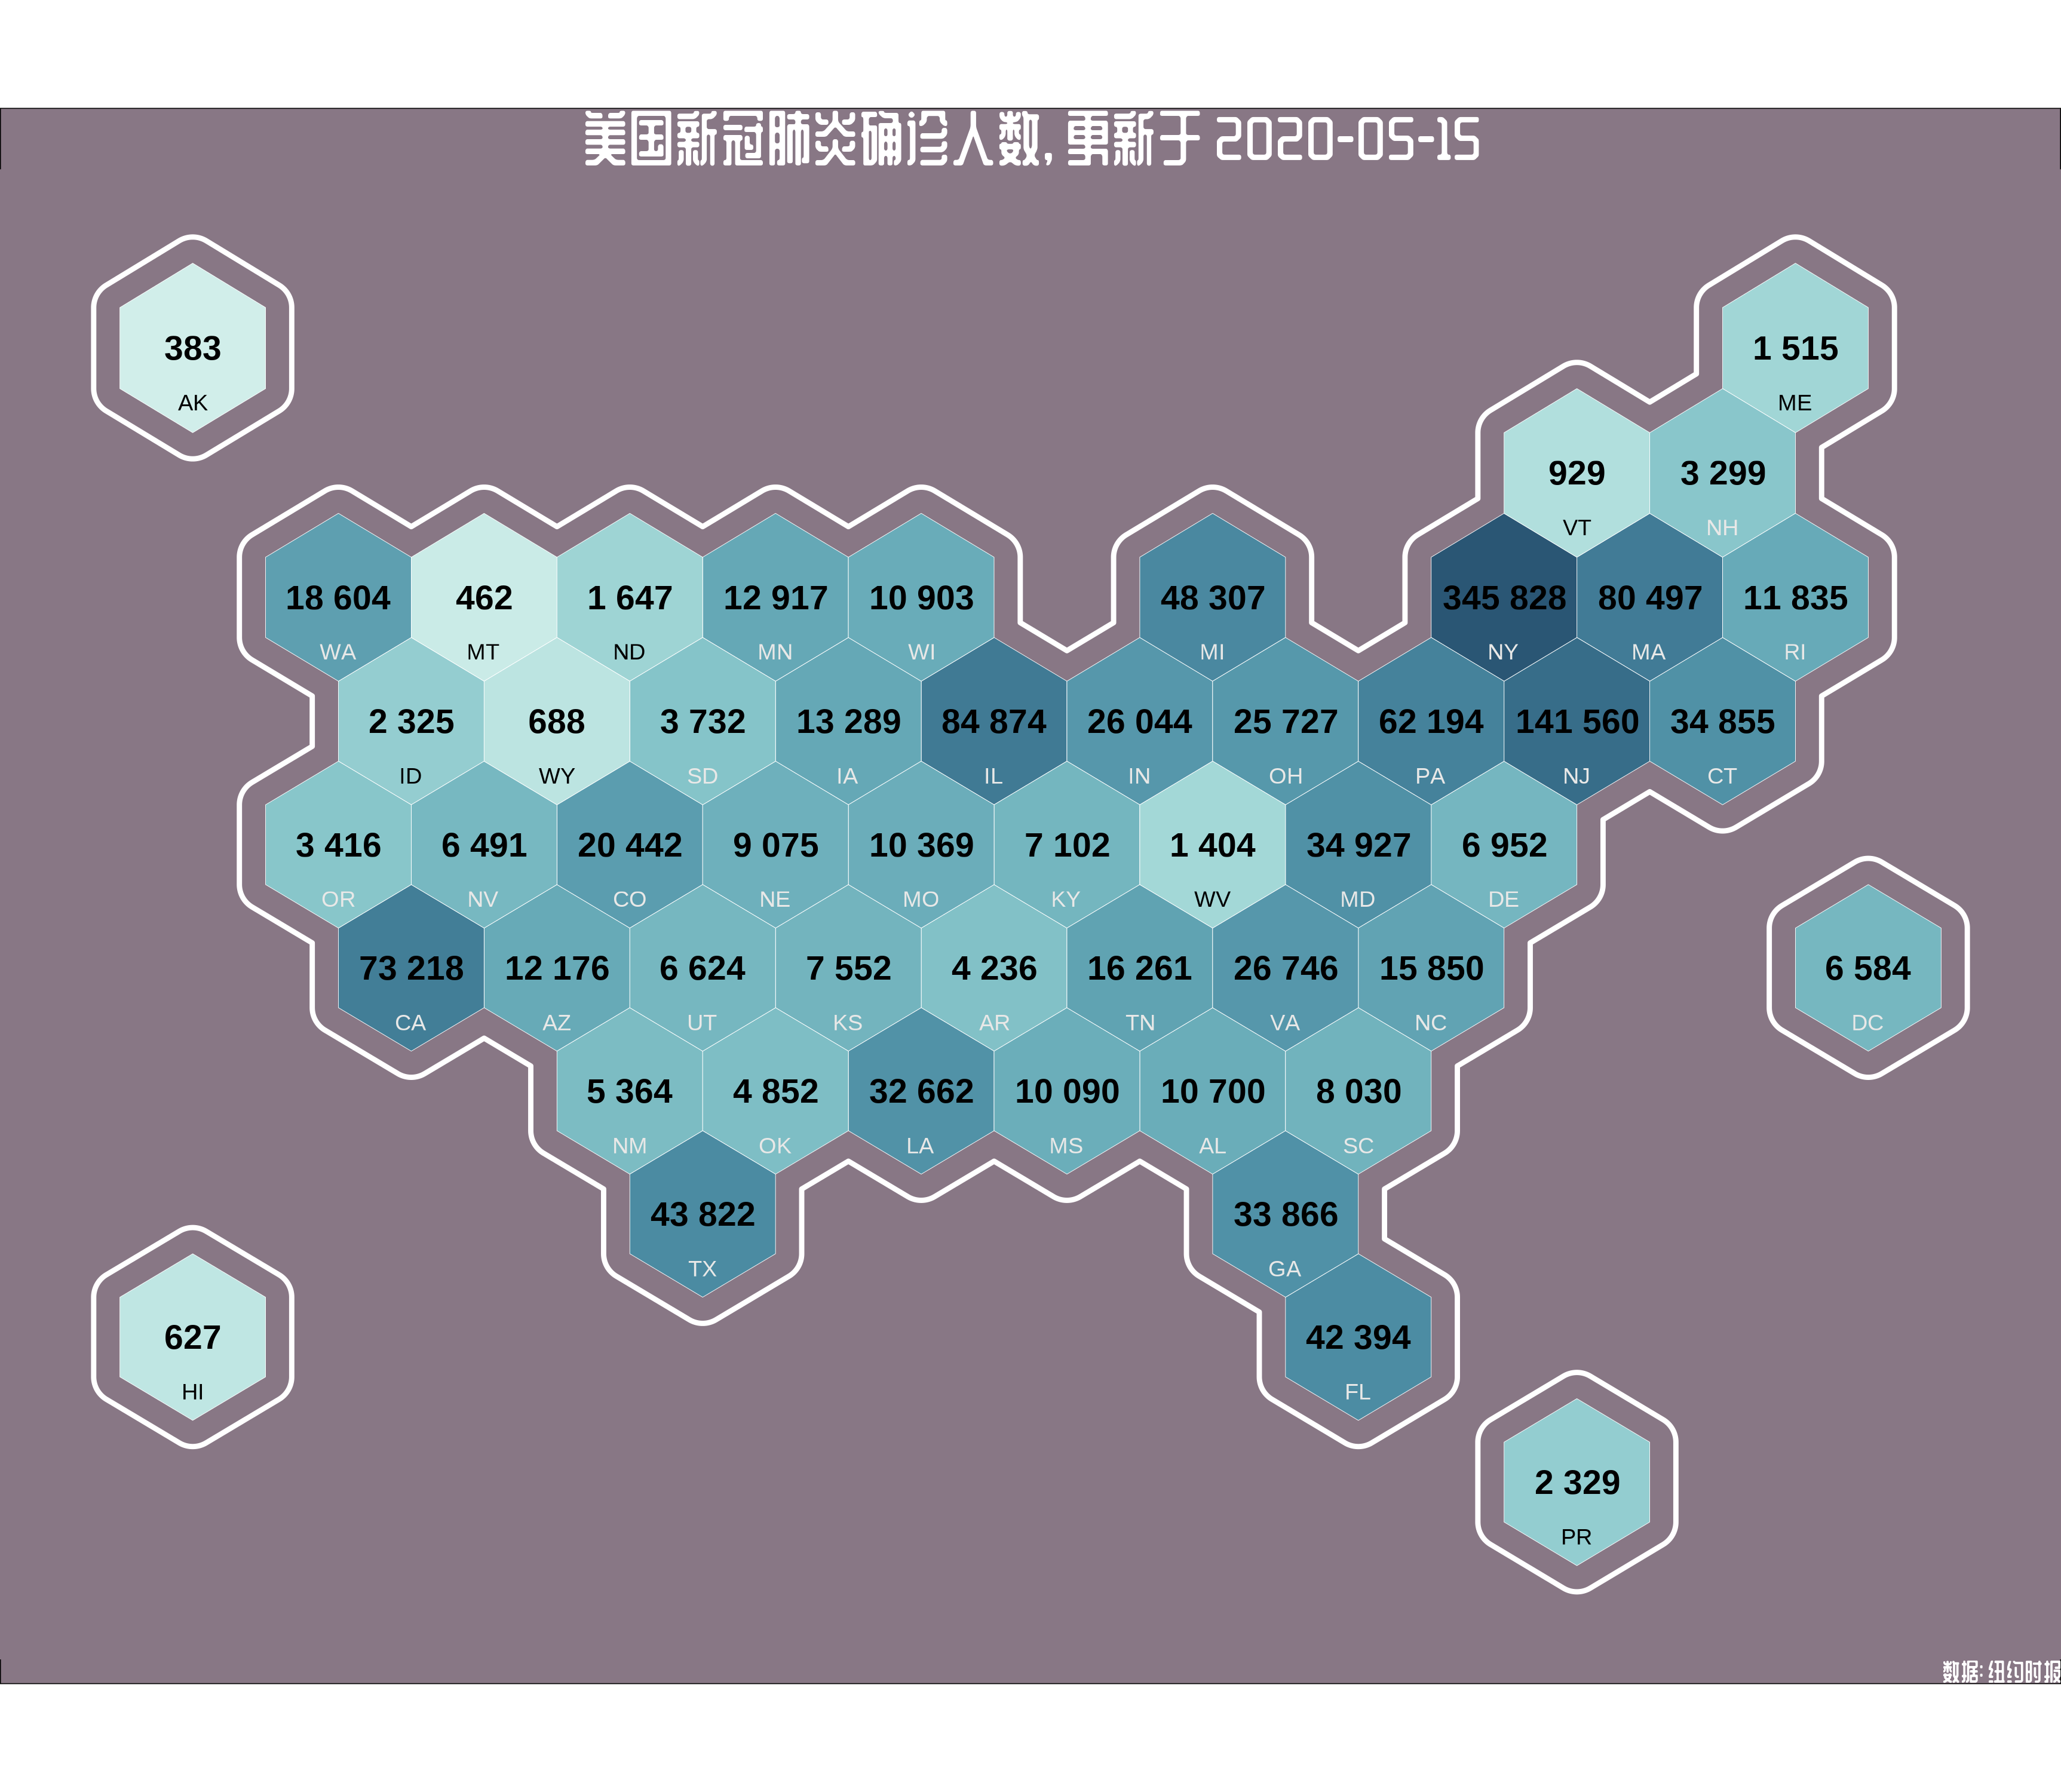 美国新冠肺炎确诊人数, 更新于 2020-05-15
383
AK
1 515
ME
929
VT
3 299
NH
18 604
WA
462
MT
1 647
ND
12 917
MN
10 903
WI
48 307
MI
345 828
NY
80 497
MA
11 835
RI
2 325
ID
688
WY
3 732
SD
13 289
IA
84 874
IL
26 044
IN
25 727
OH
62 194
PA
141 560
NJ
34 855
CT
3 416
OR
6 491
NV
20 442
CO
9 075
NE
10 369
MO
7 102
KY
1 404
WV
34 927
MD
6 952
DE
73 218
CA
12 176
AZ
6 624
UT
7 552
KS
4 236
AR
16 261
TN
26 746
VA
15 850
NC
6 584
DC
5 364
NM
4 852
OK
32 662
LA
10 090
MS
10 700
AL
8 030
SC
43 822
TX
33 866
GA
627
HI
42 394
FL
2 329
PR
数据: 纽约时报